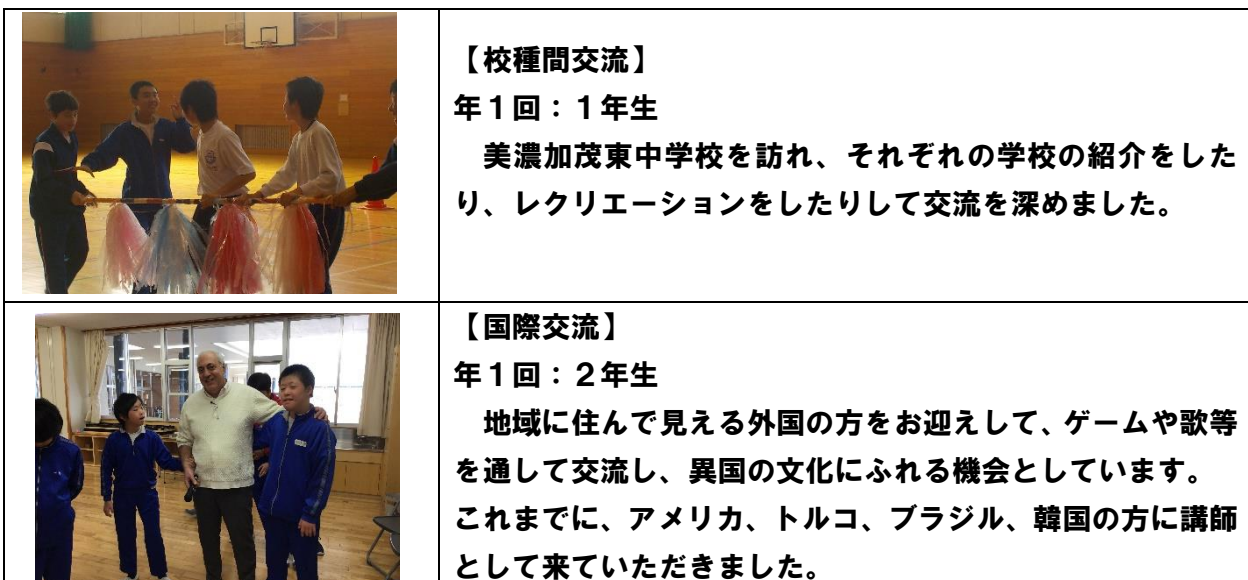 【校種間交流】
年1回：1年生
　美濃加茂東中学校を訪れ、それぞれの学校の紹介をした
り、レクリエーションをしたりして交流を深めました。
【国際交流】
年1回：2年生
　地域に住んで見える外国の方をお迎えして、ゲームや歌等
を通して交流し、異国の文化にふれる機会としています。
これまでに、アメリカ、トルコ、ブラジル、韓国の方に講師
として来ていただきました。